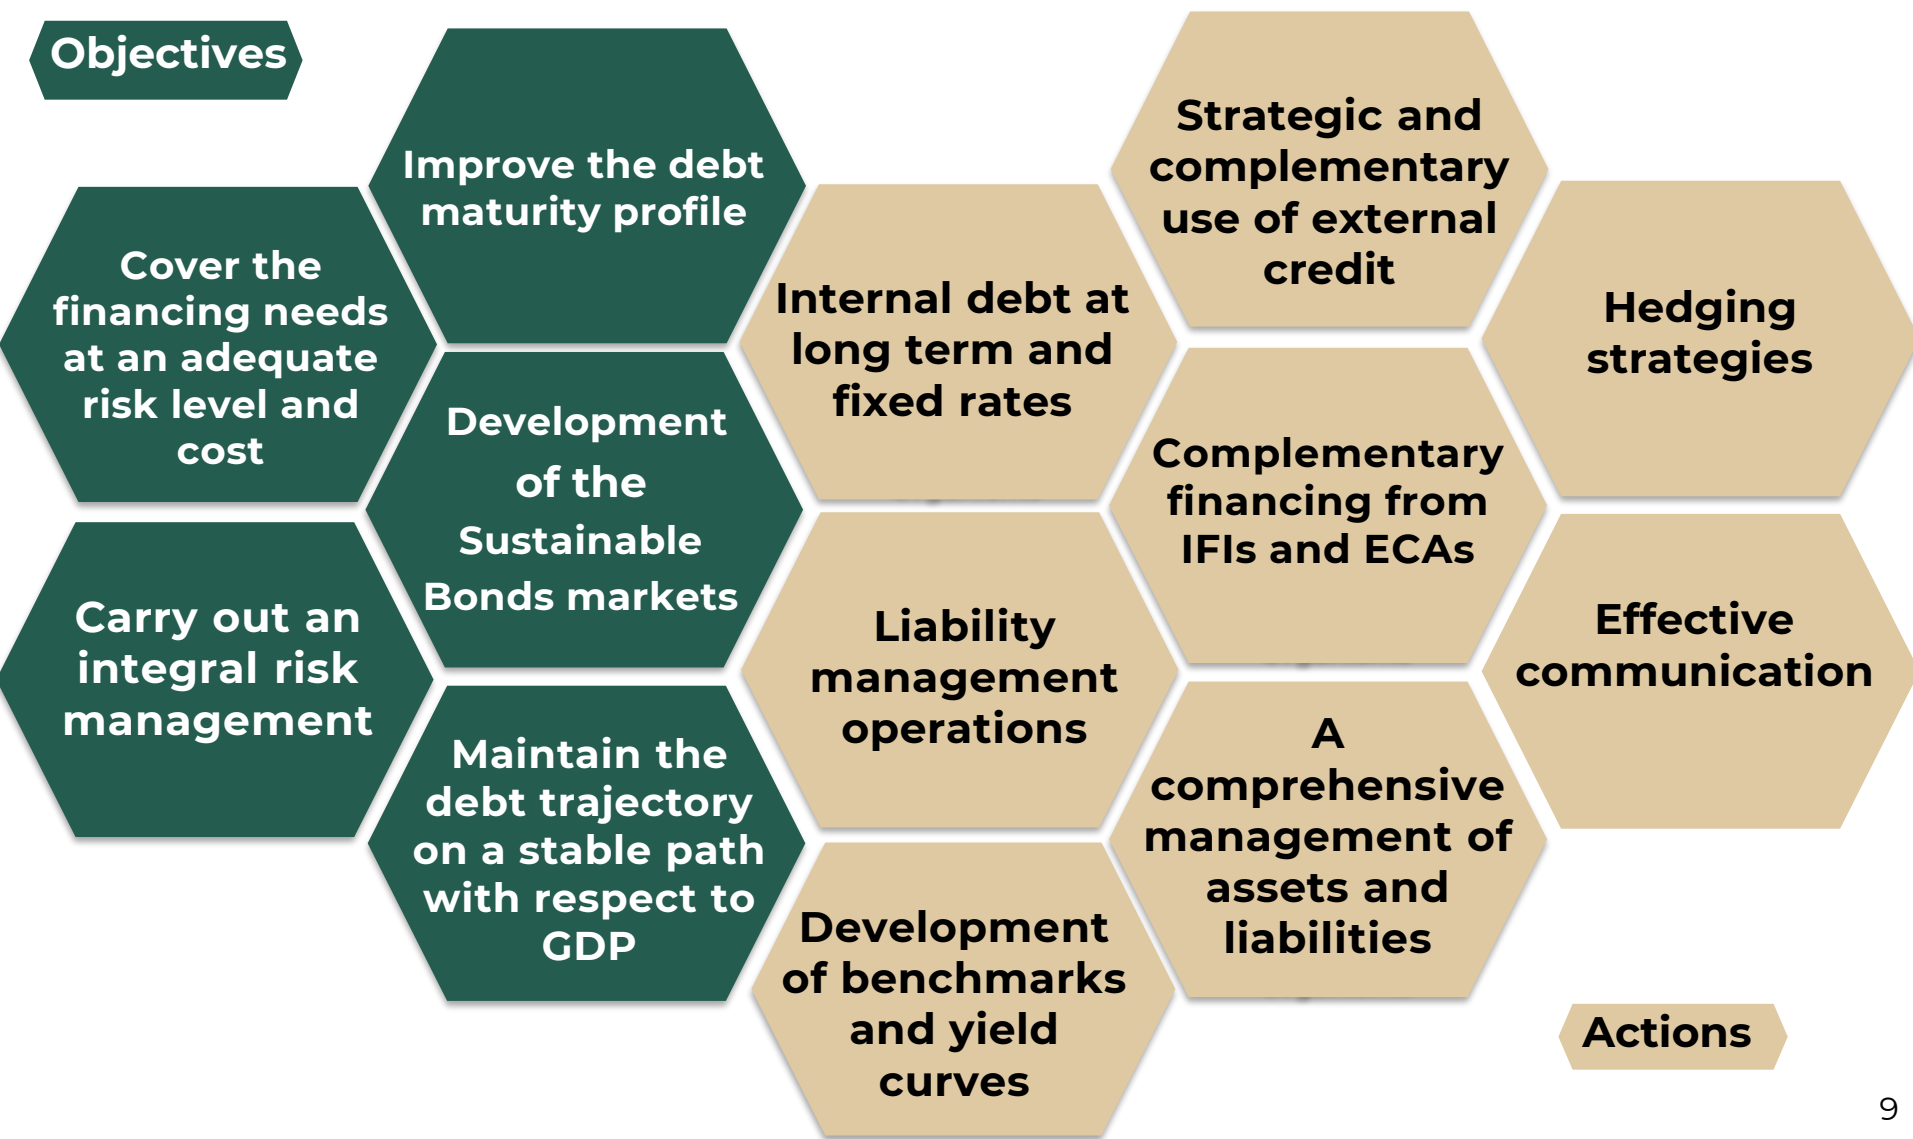 Objectives
Improve the debt
maturity profile
Cover the
financing needs
at an adequate
risk level and
cost
Development
of the
Sustainable
Bonds markets
Carry out an
integral risk
management
Maintain the
debt trajectory
on a stable path
with respect to
GDP
Strategic and
complementary
use of external
credit
Internal debt at
long term and
fixed rates
Hedging
strategies
Complementary
financing from
IFIs and ECAs
Liability
management
operations
Effective
communication
A
comprehensive
management of
assets and
liabilities
Development
of benchmarks
and yield
curves
Actions
9